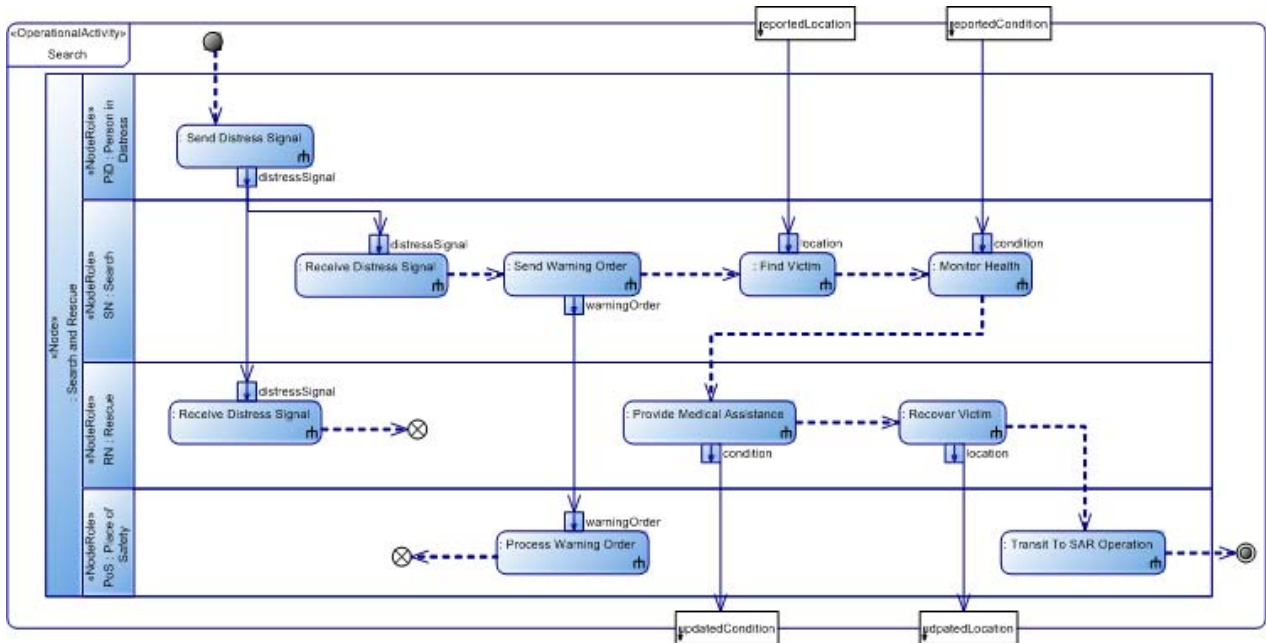 «OperationalActivity»
Search
reportedLocation
reportedCondition
«Node»
: Search and Rescue
«NodeRole»
PiD : Person in
Distress
: Send Distress Signal
distressSignal
«NodeRole»
SN : Search
distressSignal
location
condition
: Receive Distress Signal
: Send Warning Order
: Find Victim
: Monitor Health
warningOrder
«NodeRole»
RN : Rescue
distressSignal
: Receive Distress Signal
: Provide Medical Assistance
: Recover Victim
condition
location
«NodeRole»
PoS : Place of
Safety
warningOrder
: Process Warning Order
: Transit To SAR Operation
updatedCondition
udpatedLocation